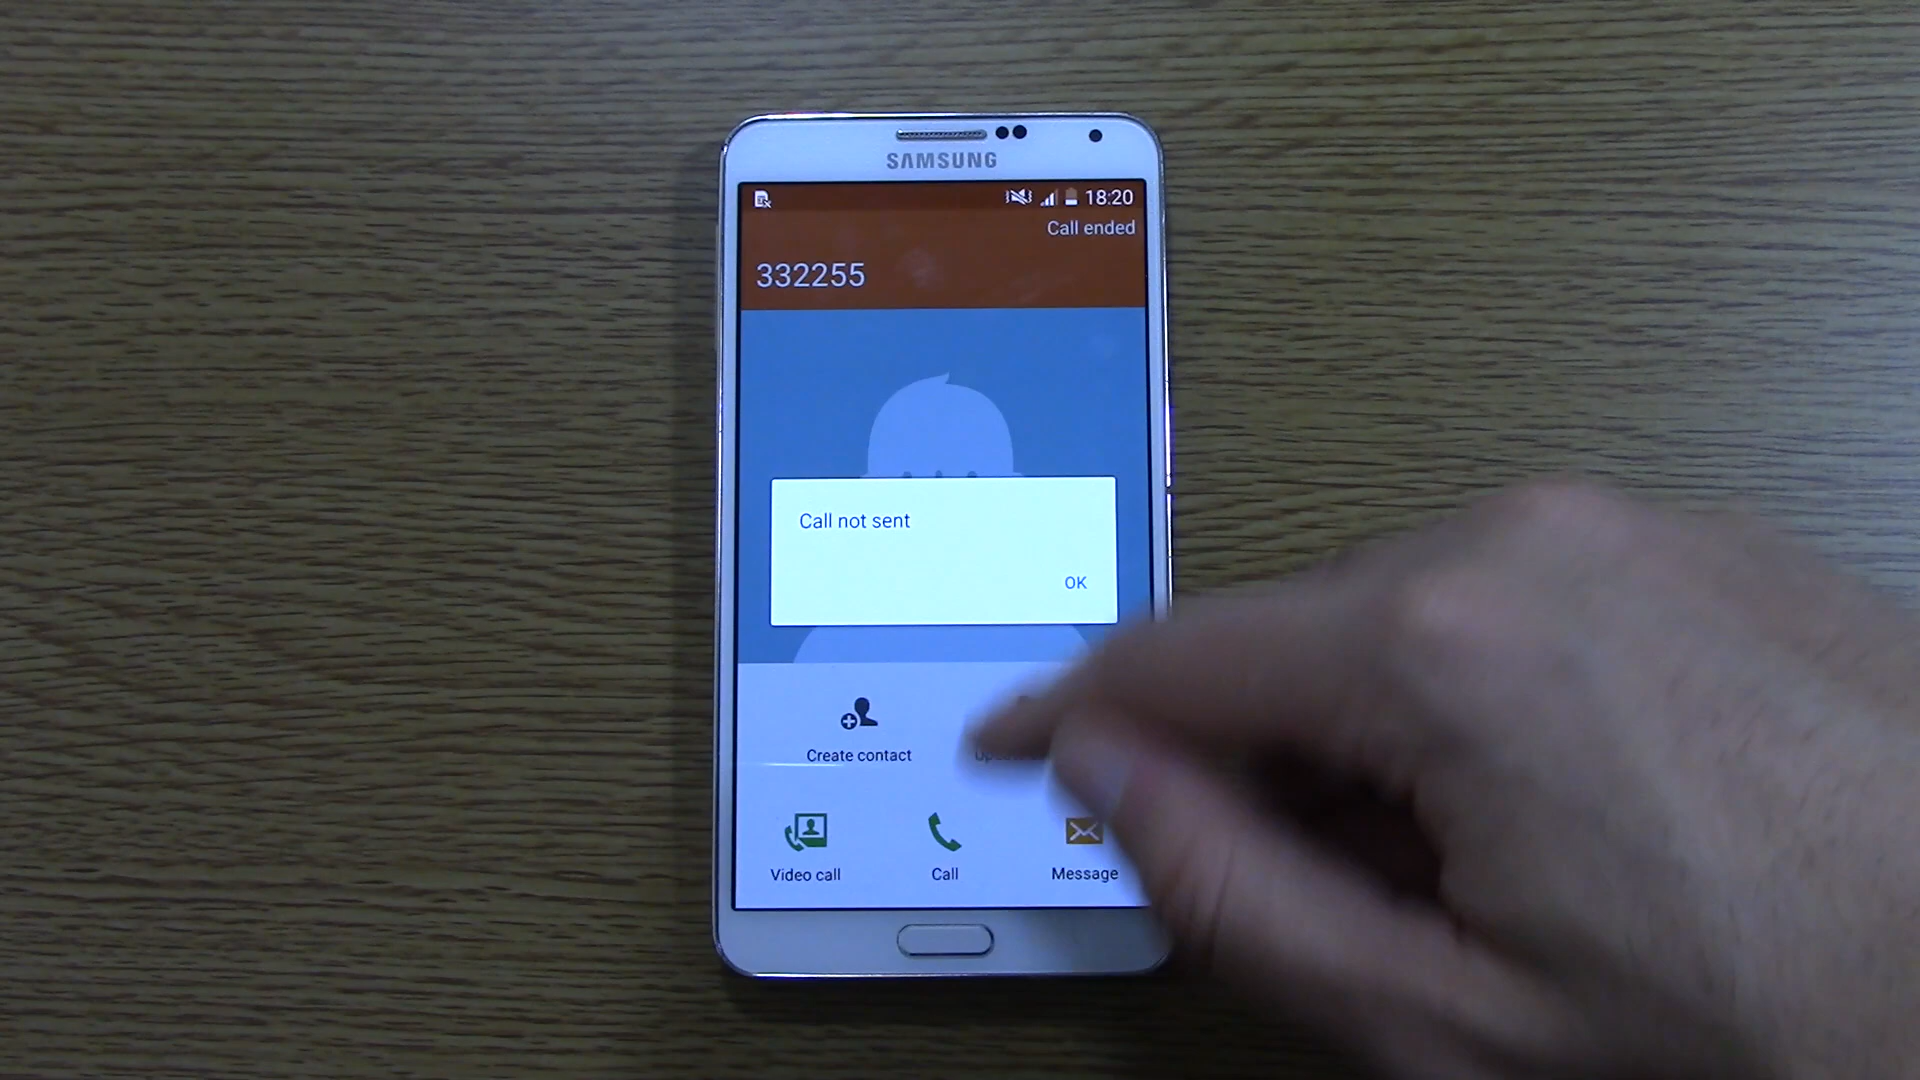 SAMSUNG
18:20
Call ended
332255
Call not sent
OK
Create contact
Video call
Call
Message